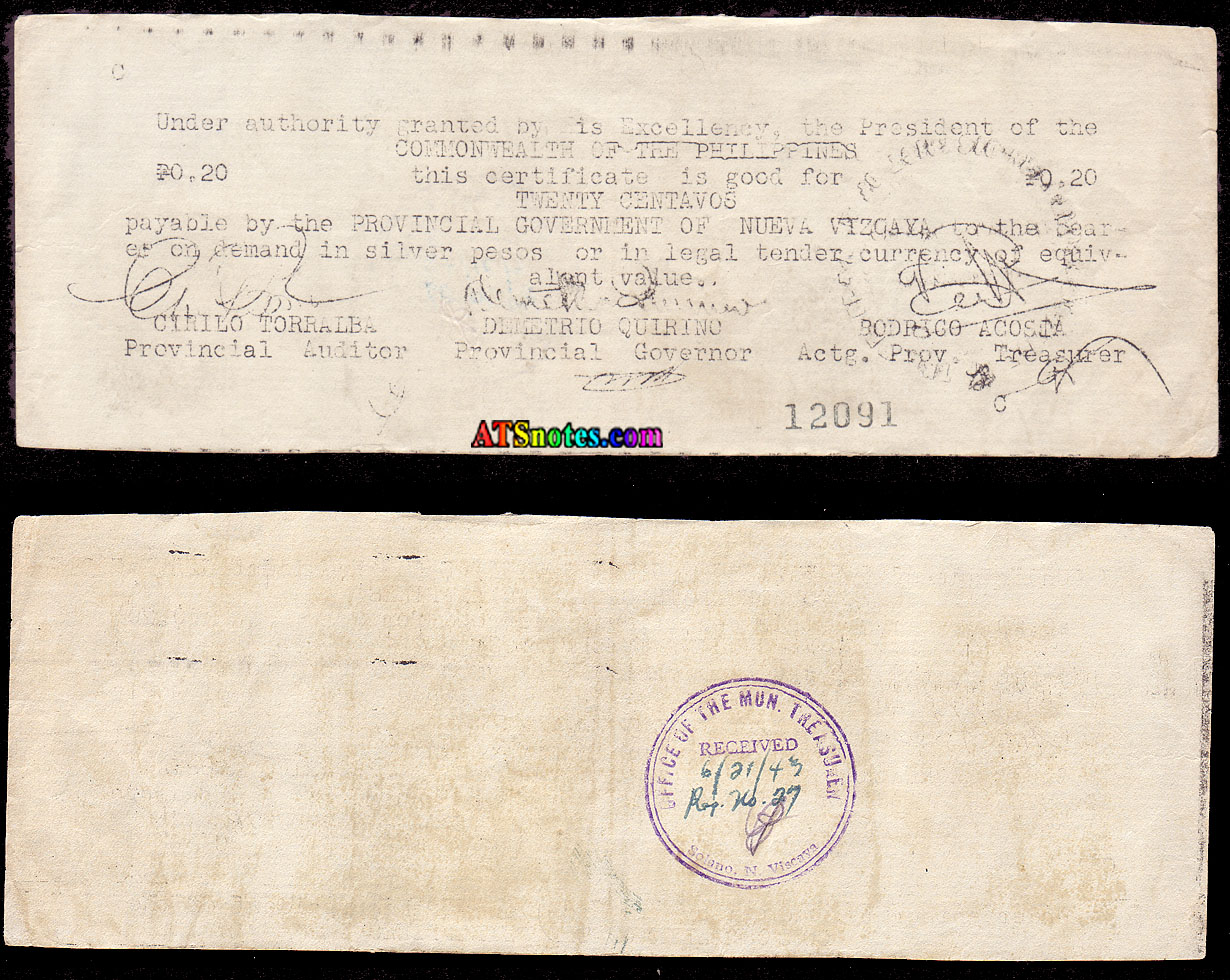 C
Under authority granted by His Excellency, the President of the
COMMONWEALTH OF THE PHILIPPINES
₱0.20 this certificate is good for ₱0.20
TWENTY CENTAVOS
payable by the PROVINCIAL GOVERNMENT OF NUEVA VIZCAYA to the bear-
er on demand in silver pesos or in legal tender currency of equiv-
alent value.
CIRILO TORRALBA DEMETRIO QUIRINO RODRIGO ACOSTA
Provincial Auditor Provincial Governor Actg. Prov. Treasurer
C
12091
ATSnotes.com
OFFICE OF THE MUN. TREASURER
RECEIVED
6/21/43
Reg. No. 27
Solano, N. Viscaya